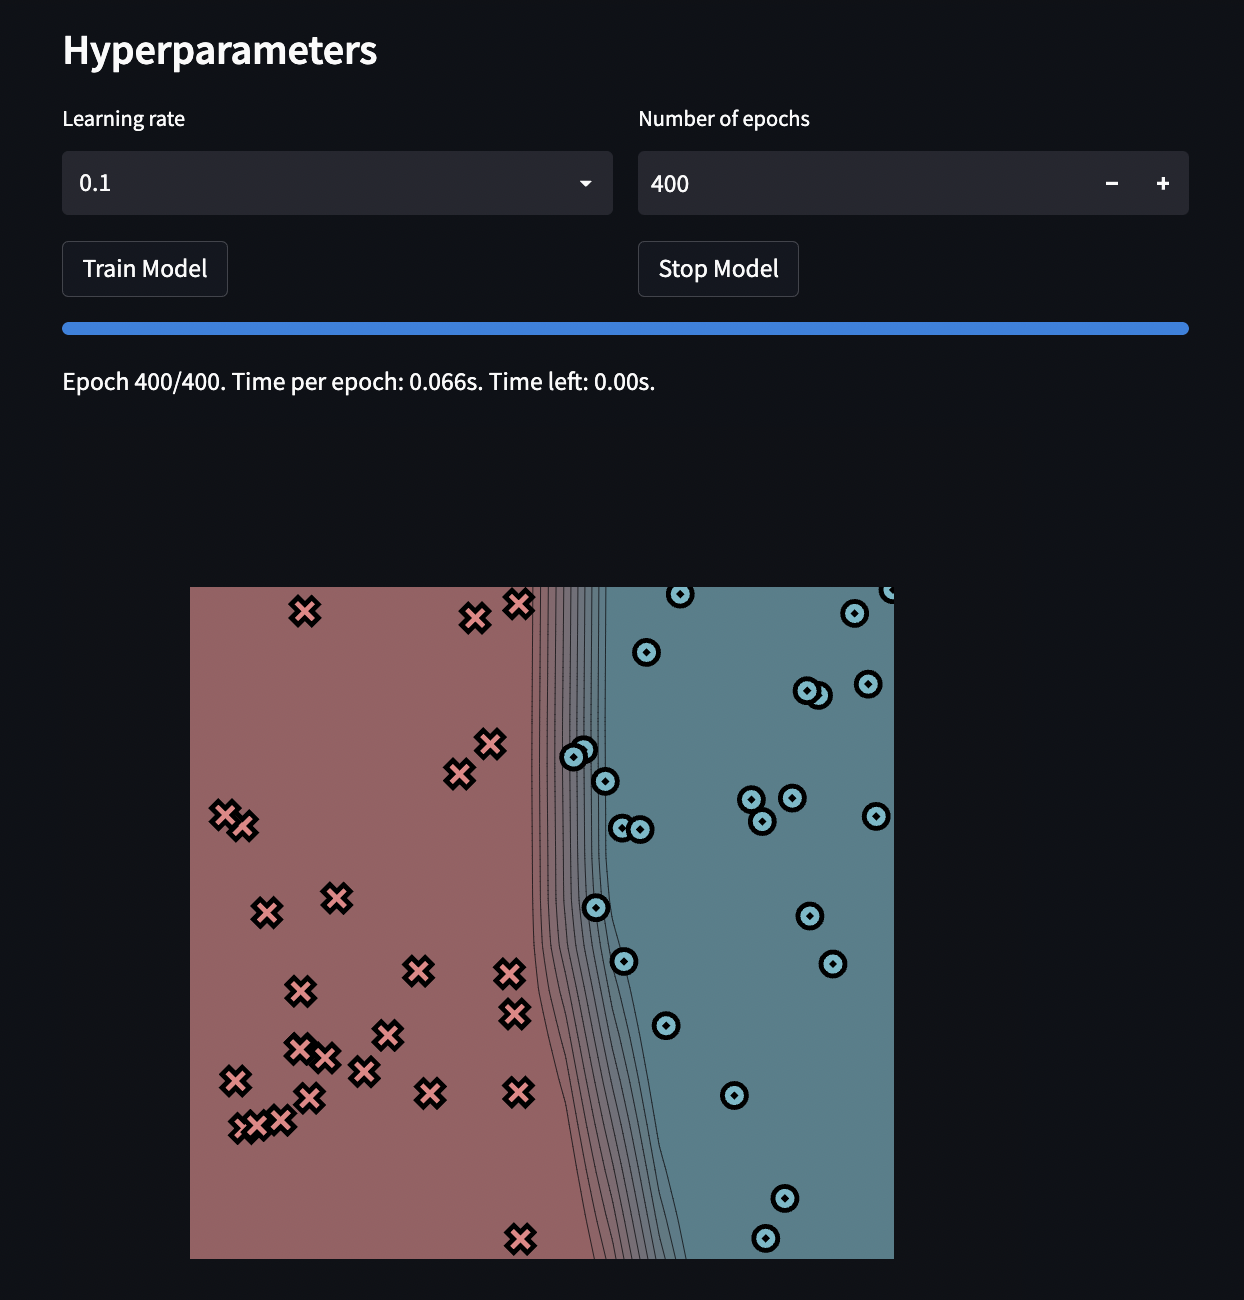 Hyperparameters
Learning rate
Number of epochs
0.1
400
Train Model
Stop Model
Epoch 400/400. Time per epoch: 0.066s. Time left: 0.00s.